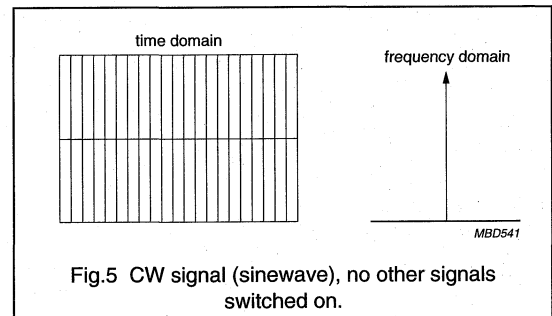 time domain
frequency domain
MBD541
Fig.5 CW signal (sinewave), no other signals
switched on.